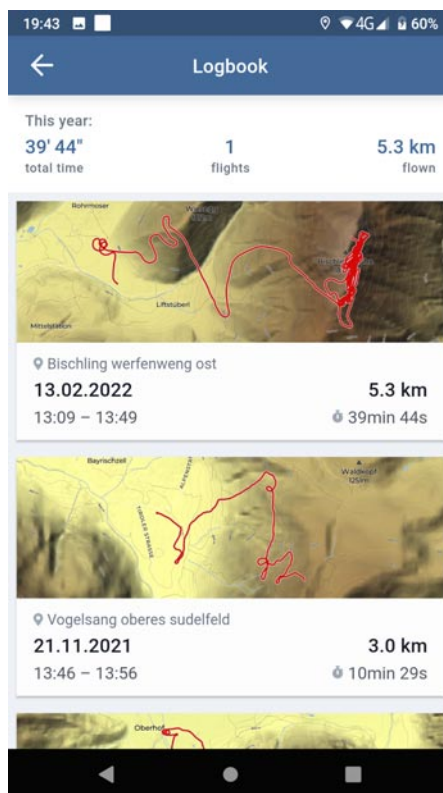 19:43 4G 60%
Logbook
This year:
39' 44" 1 5.3 km
total time flights flown
Rohrmoser
Liftstüberl
Mittelstation
Bischling werfenweng ost
13.02.2022 5.3 km
13:09 – 13:49 39min 44s
Bayrischzell
ALPENSTR
Waldkopf
TIROLER STRASSE
Vogelsang oberes sudelfeld
21.11.2021 3.0 km
13:46 – 13:56 10min 29s
Oberhof